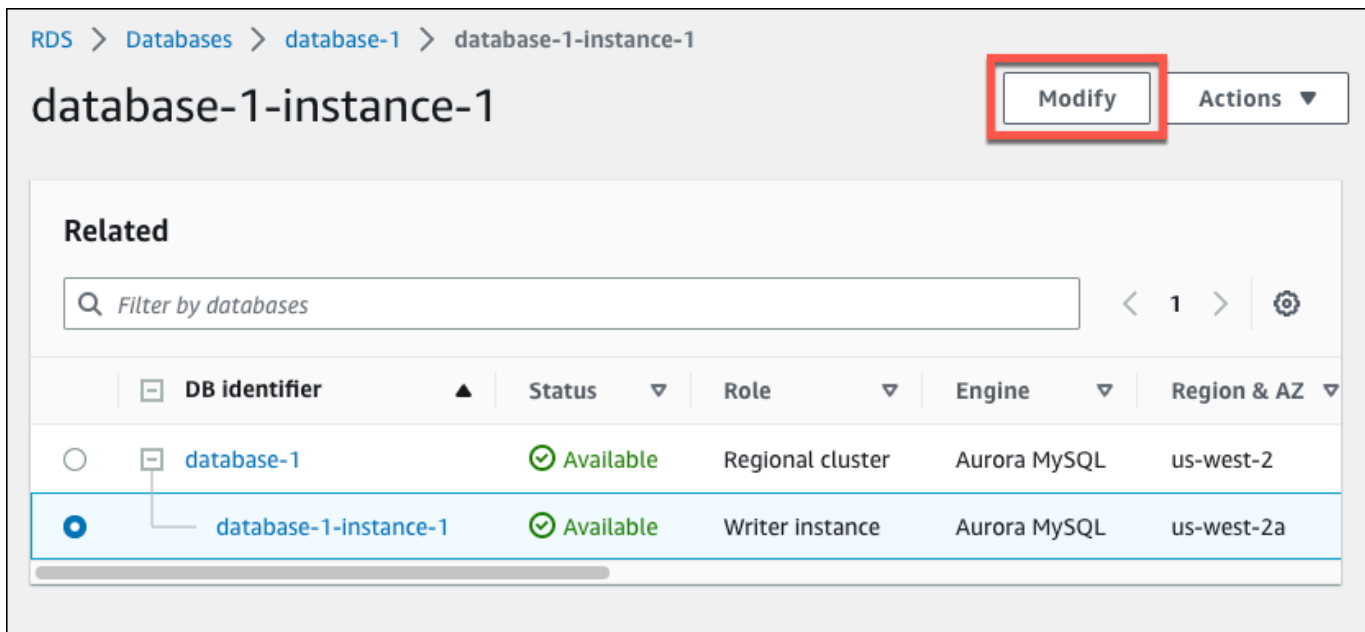 RDS > Databases > database-1 > database-1-instance-1
database-1-instance-1
Modify
Actions
Related
Filter by databases
< 1 >
DB identifier Status Role Engine Region & AZ
database-1 Available Regional cluster Aurora MySQL us-west-2
database-1-instance-1 Available Writer instance Aurora MySQL us-west-2a